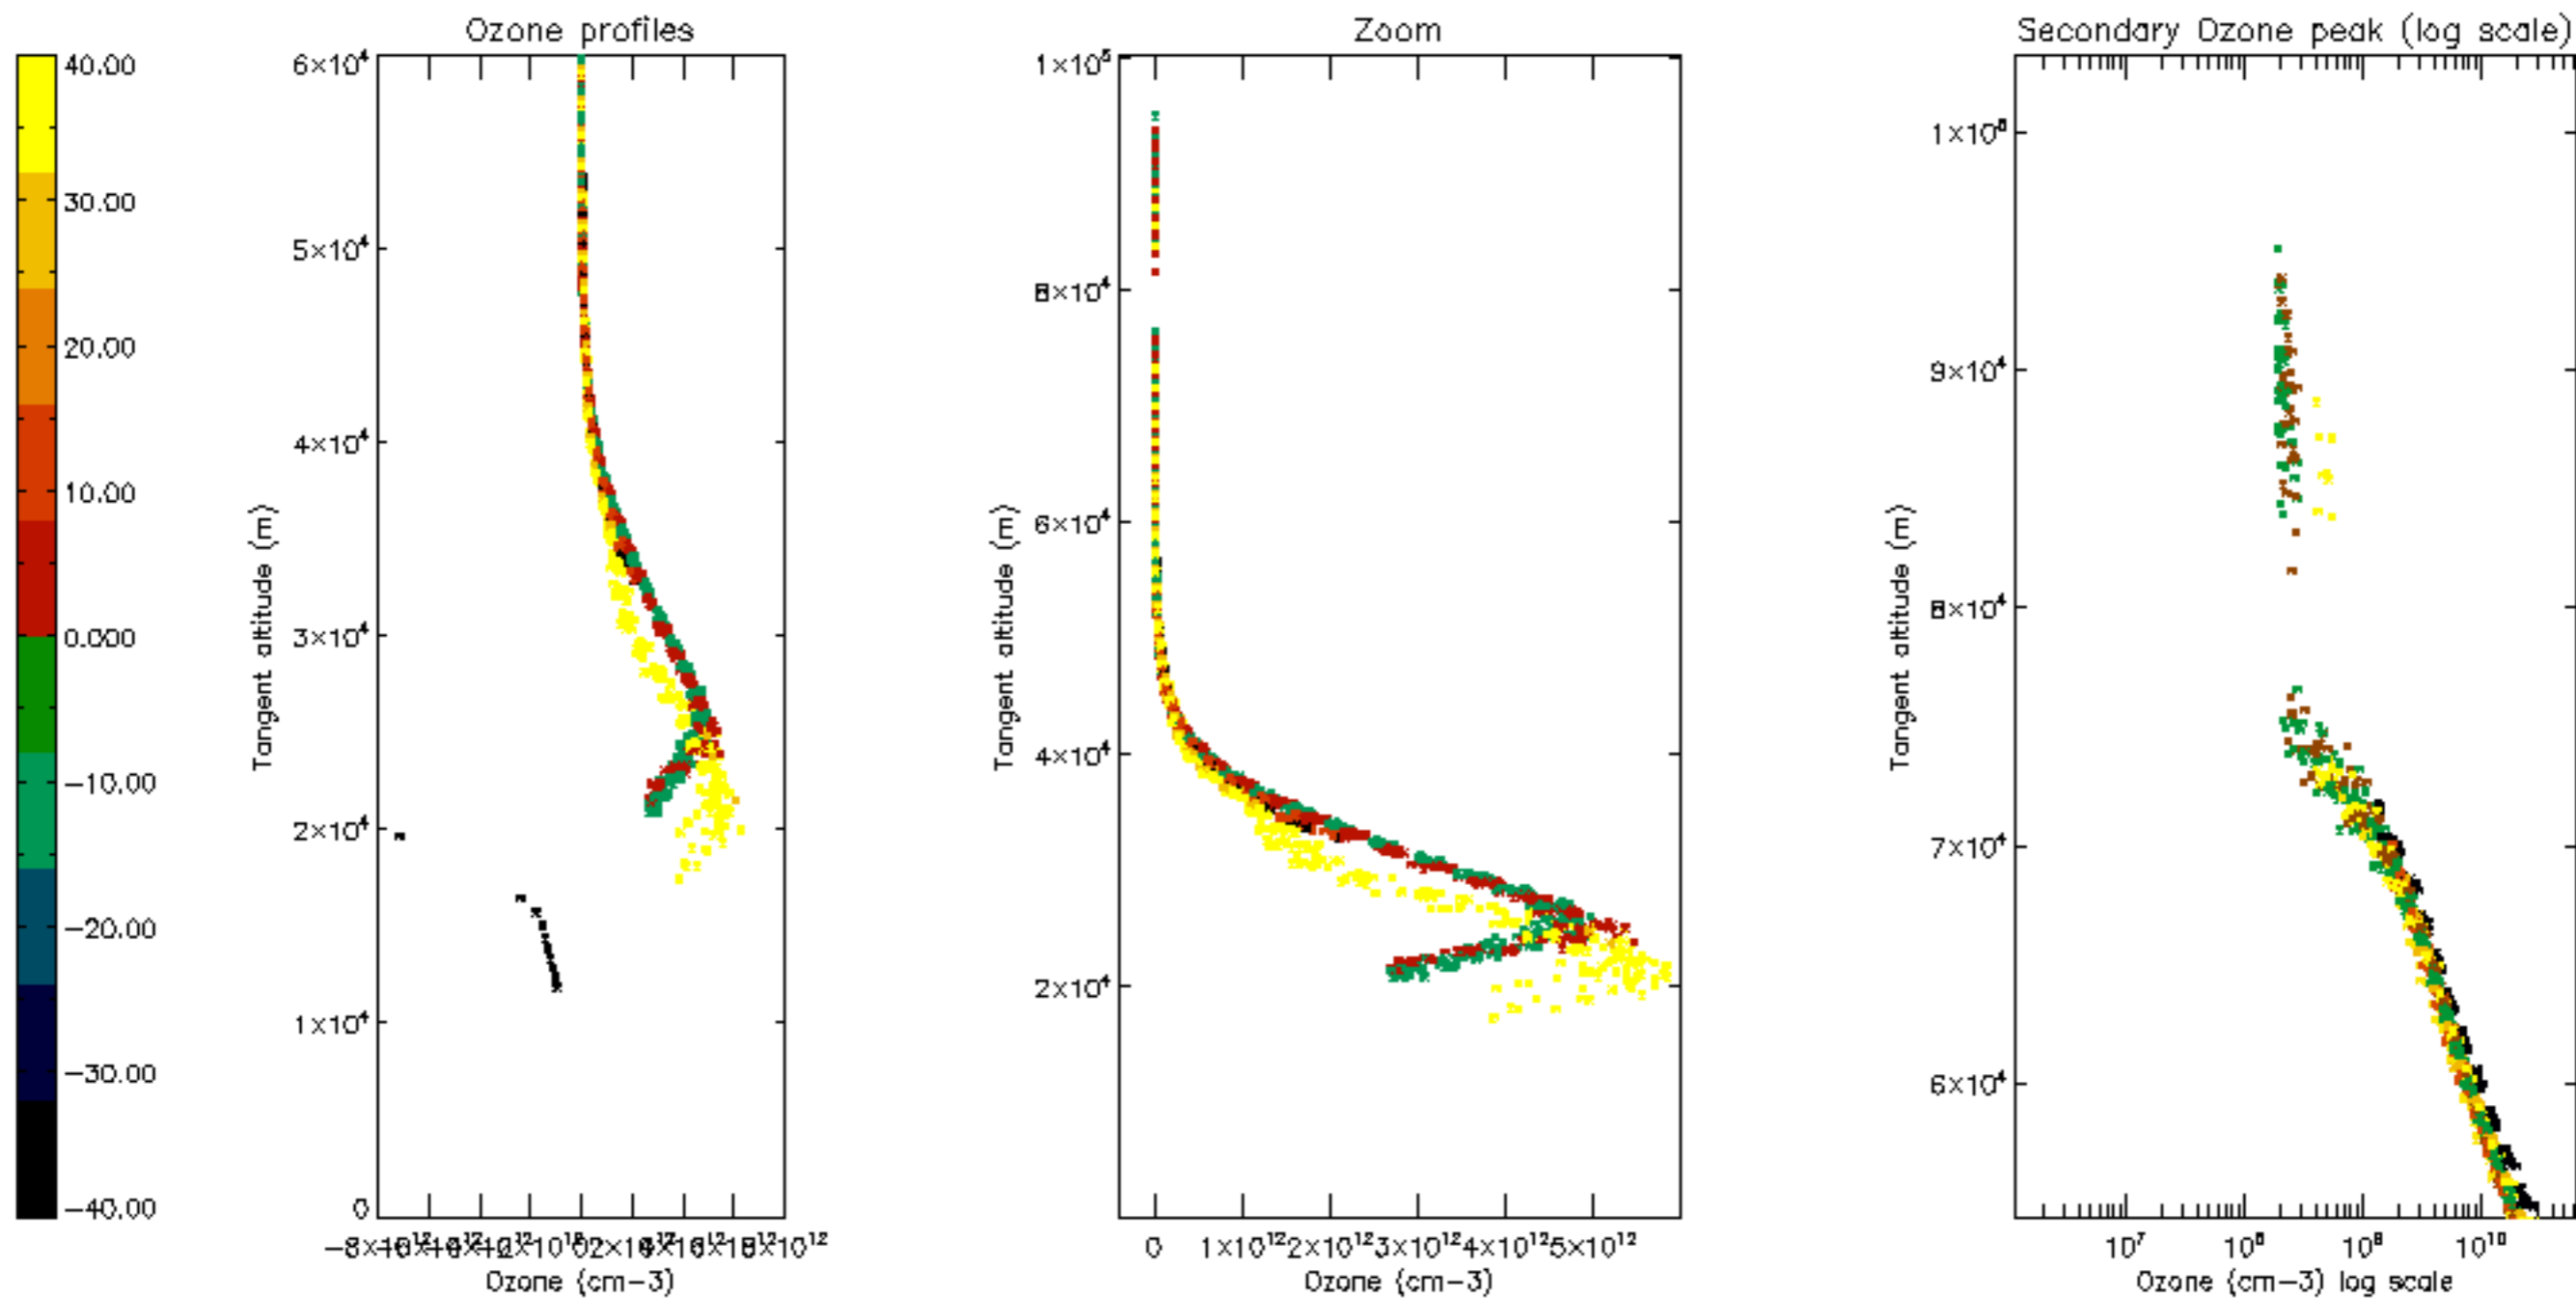 Ozone profiles
Zoom
Secondary Ozone peak (log scale)
40.00
30.00
20.00
10.00
-10.00
-20.00
-30.00
-40.00
6×10⁴
5×10⁴
4×10⁴
3×10⁴
2×10⁴
1×10⁴
0
Tangent altitude (m)
Ozone (cm-3)
1×10⁵
8×10⁴
6×10⁴
4×10⁴
2×10⁴
Tangent altitude (m)
0 1×10¹² 2×10¹² 3×10¹² 4×10¹² 5×10¹²
Ozone (cm-3)
9×10⁴
8×10⁴
7×10⁴
6×10⁴
Tangent altitude (m)
10⁷ 10⁸ 10⁹ 10¹⁰
Ozone (cm-3) log scale